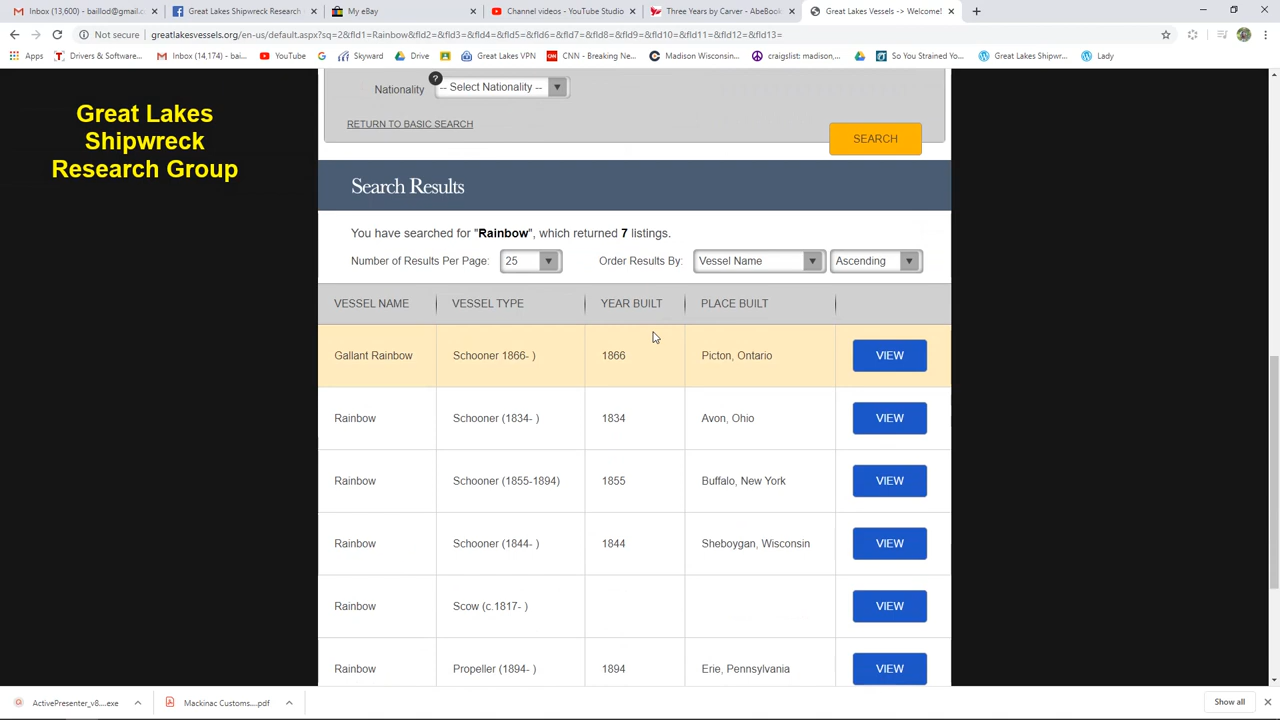 Inbox (13,600) - baillod@gmail.c
Great Lakes Shipwreck Research
My eBay
Channel videos - YouTube Studio
Three Years by Carver - AbeBook
Great Lakes Vessels -> Welcome!
Not secure
greatlakesvessels.org/en-us/default.aspx?sq=2&fld1=Rainbow&fld2=&fld3=&fld4=&fld5=&fld6=&fld7=&fld8=&fld9=&fld10=&fld11=&fld12=&fld13=
Apps
Drivers & Software...
Inbox (14,174) - bai...
YouTube
Skyward
Drive
Great Lakes VPN
CNN - Breaking Ne...
Madison Wisconsin...
craigslist: madison,...
So You Strained Yo...
Great Lakes Shipwr...
Lady
Great Lakes
Shipwreck
Research Group
Nationality ? -- Select Nationality --
RETURN TO BASIC SEARCH
SEARCH
Search Results
You have searched for "Rainbow", which returned 7 listings.
Number of Results Per Page: 25 Order Results By: Vessel Name Ascending
VESSEL NAME VESSEL TYPE YEAR BUILT PLACE BUILT
Gallant Rainbow Schooner 1866- ) 1866 Picton, Ontario VIEW
Rainbow Schooner (1834- ) 1834 Avon, Ohio VIEW
Rainbow Schooner (1855-1894) 1855 Buffalo, New York VIEW
Rainbow Schooner (1844- ) 1844 Sheboygan, Wisconsin VIEW
Rainbow Scow (c.1817- ) VIEW
Rainbow Propeller (1894- ) 1894 Erie, Pennsylvania VIEW
ActivePresenter_v8....exe
Mackinac Customs....pdf
Show all